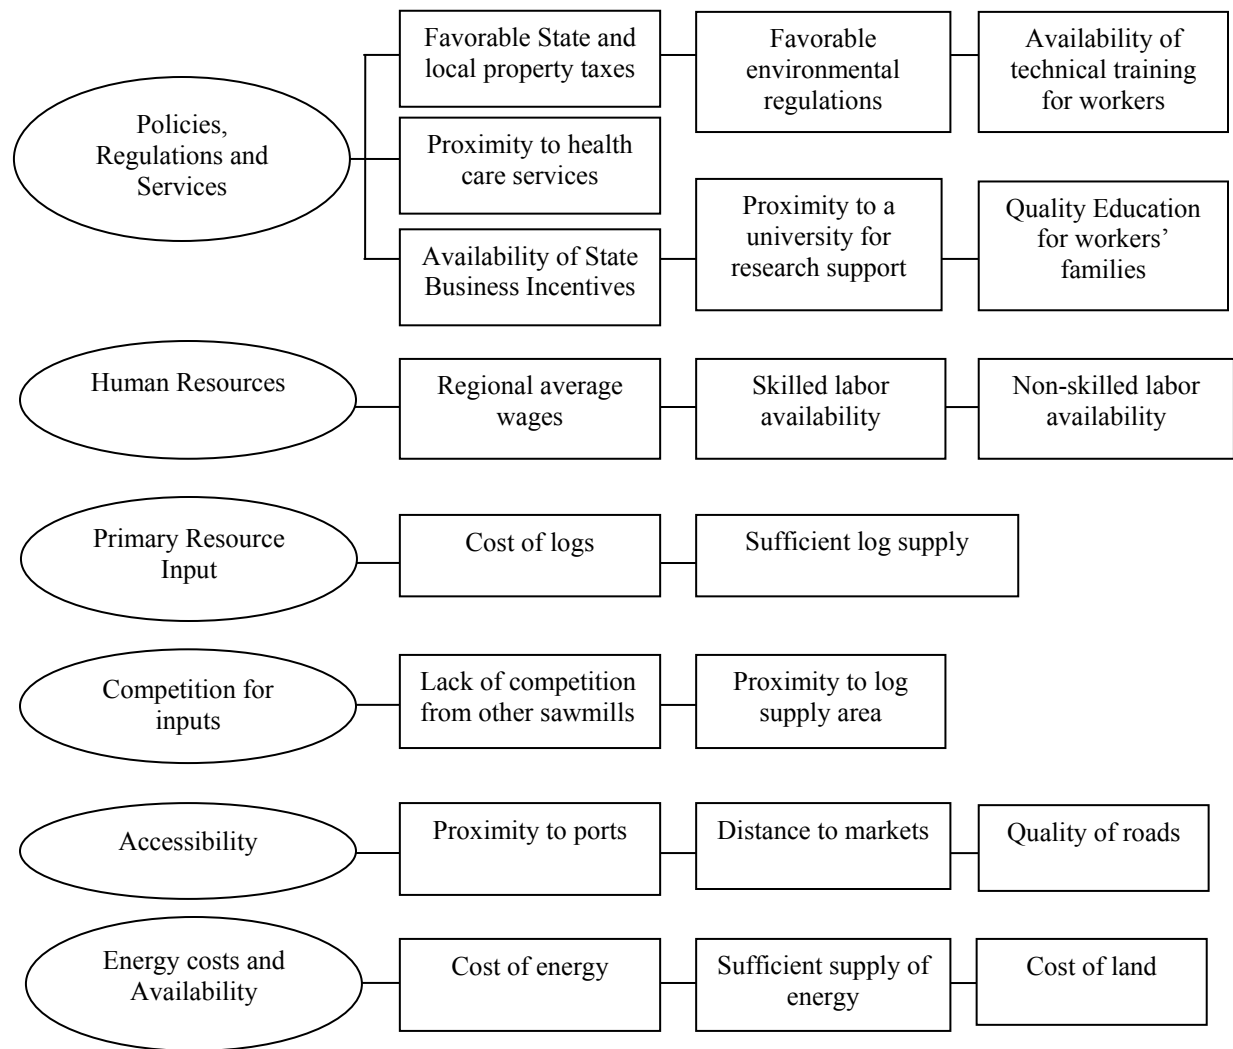 Policies,
Regulations and
Services
Favorable State and
local property taxes
Favorable
environmental
regulations
Availability of
technical training
for workers
Proximity to health
care services
Availability of State
Business Incentives
Proximity to a
university for
research support
Quality Education
for workers’
families
Human Resources
Regional average
wages
Skilled labor
availability
Non-skilled labor
availability
Primary Resource
Input
Cost of logs
Sufficient log supply
Competition for
inputs
Lack of competition
from other sawmills
Proximity to log
supply area
Accessibility
Proximity to ports
Distance to markets
Quality of roads
Energy costs and
Availability
Cost of energy
Sufficient supply of
energy
Cost of land